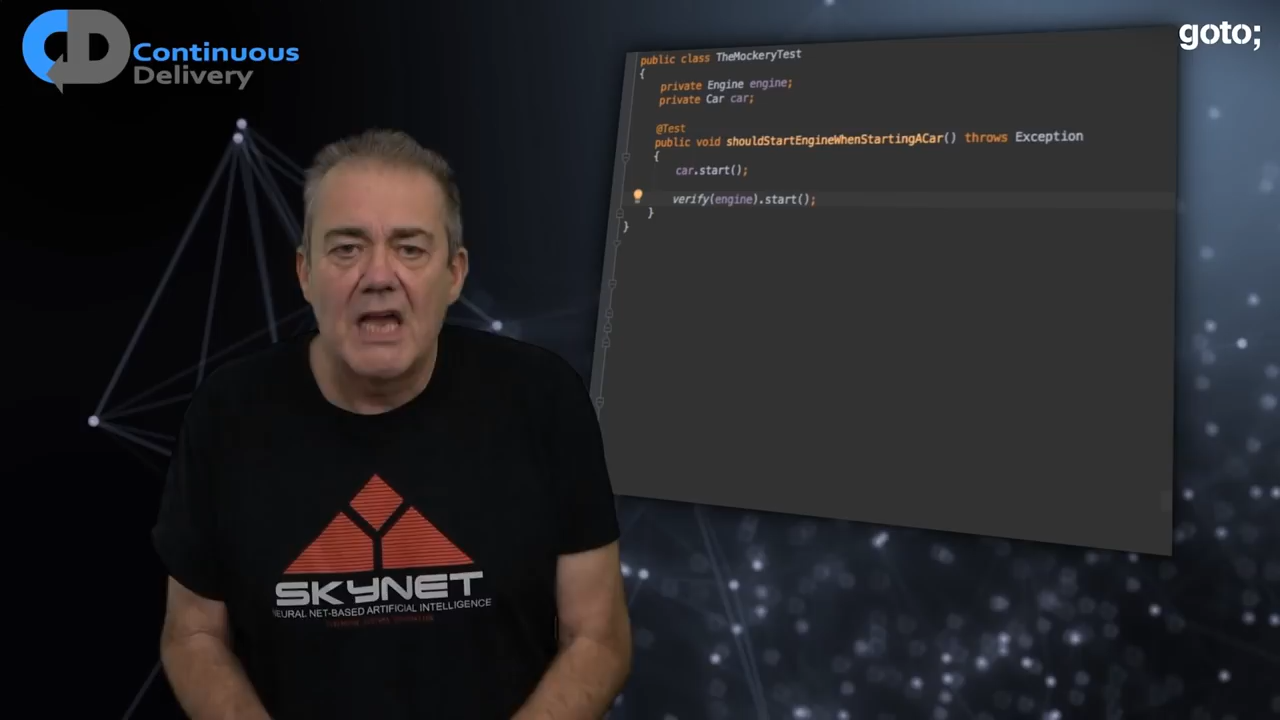 Continuous
Delivery
goto;
public class TheMockeryTest
{
private Engine engine;
private Car car;
@Test
public void shouldStartEngineWhenStartingACar() throws Exception
{
car.start();
verify(engine).start();
}
}
SKYNET
NEURAL NET-BASED ARTIFICIAL INTELLIGENCE